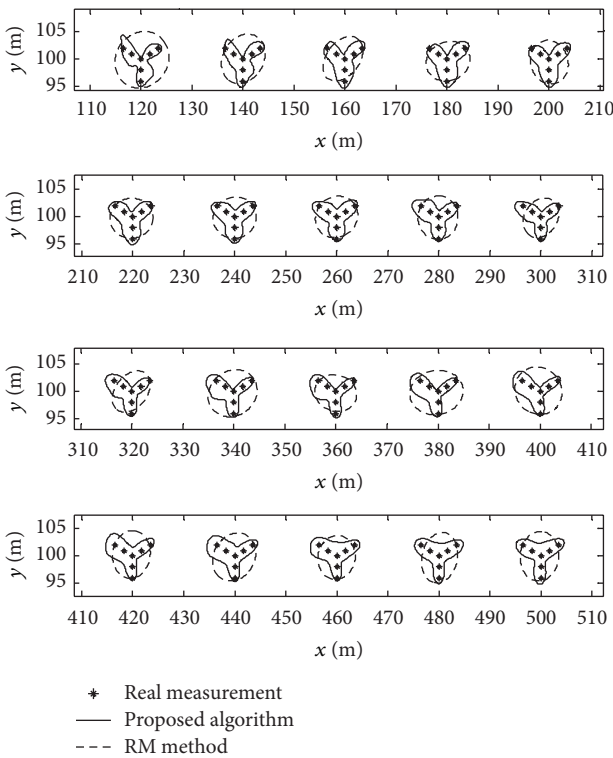 105
100
95
y (m)
110 120 130 140 150 160 170 180 190 200 210
x (m)
105
100
95
y (m)
210 220 230 240 250 260 270 280 290 300 310
x (m)
105
100
95
y (m)
310 320 330 340 350 360 370 380 390 400 410
x (m)
105
100
95
y (m)
410 420 430 440 450 460 470 480 490 500 510
x (m)
Real measurement
Proposed algorithm
RM method